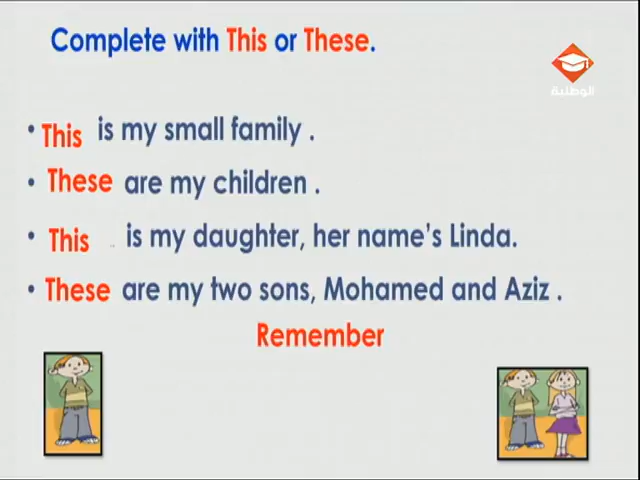 Complete with This or These.
الوطنية
• This is my small family .
• These are my children .
• This is my daughter, her name's Linda.
• These are my two sons, Mohamed and Aziz .
Remember